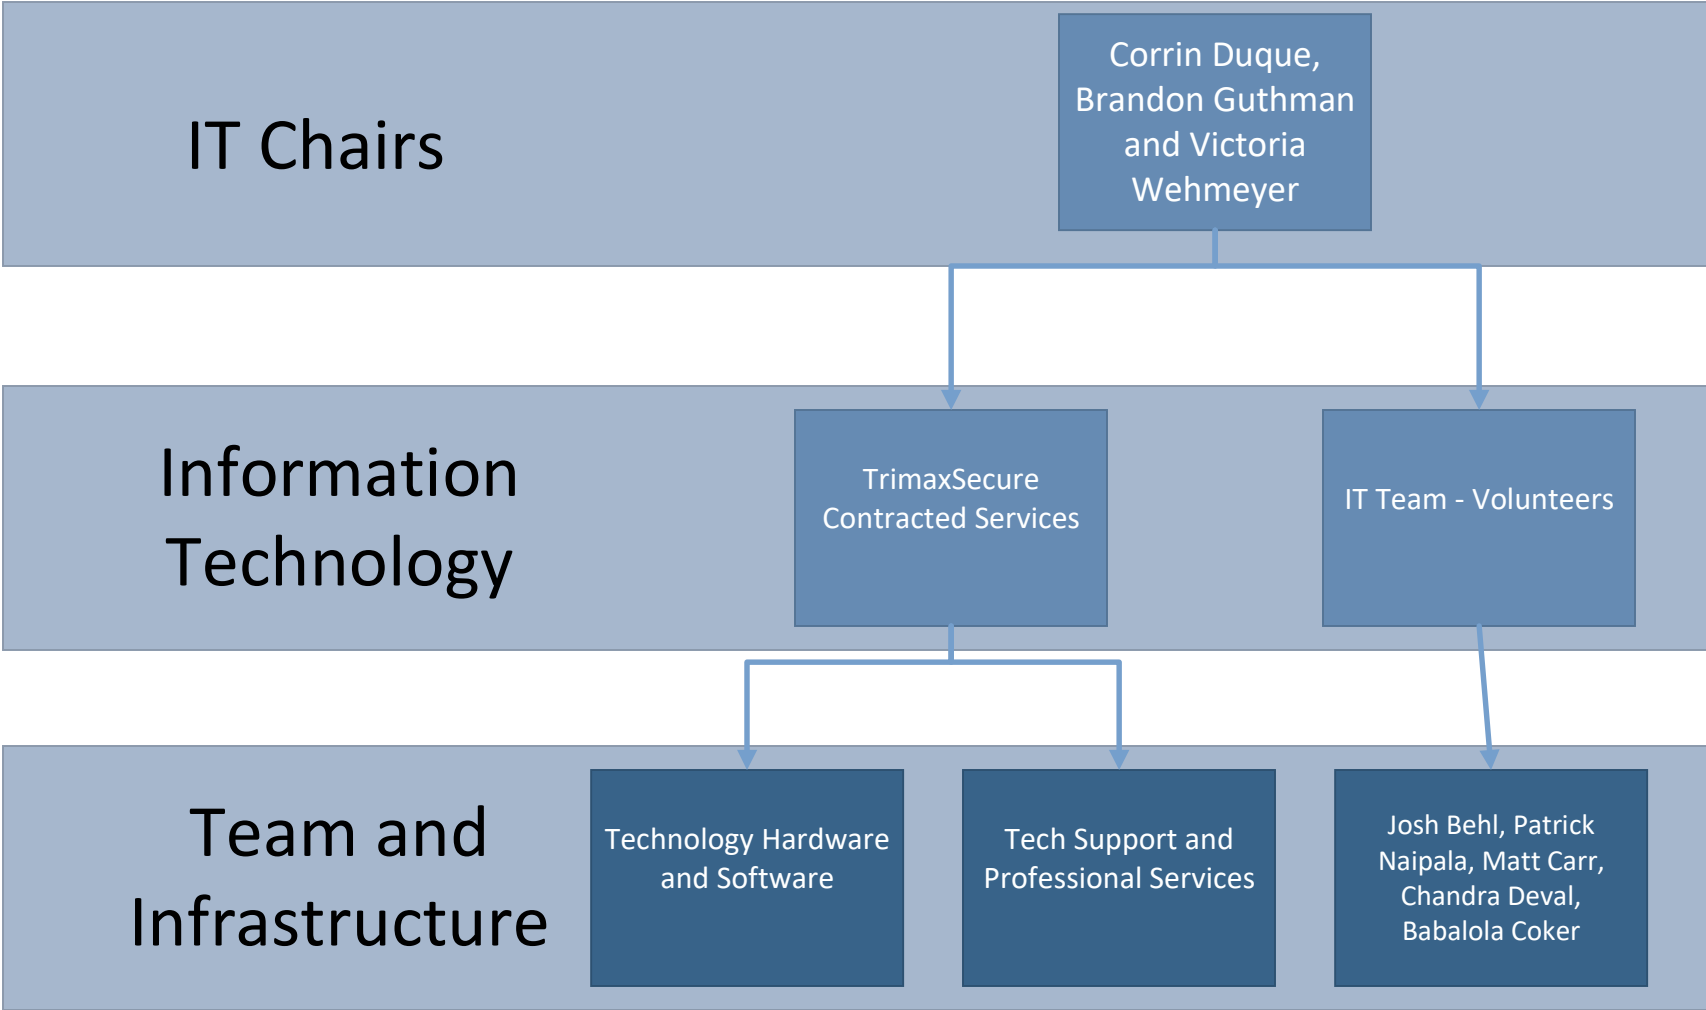 IT Chairs
Corrin Duque,
Brandon Guthman
and Victoria
Wehmeyer
Information
Technology
TrimaxSecure
Contracted Services
IT Team - Volunteers
Team and
Infrastructure
Technology Hardware
and Software
Tech Support and
Professional Services
Josh Behl, Patrick
Naipala, Matt Carr,
Chandra Deval,
Babalola Coker